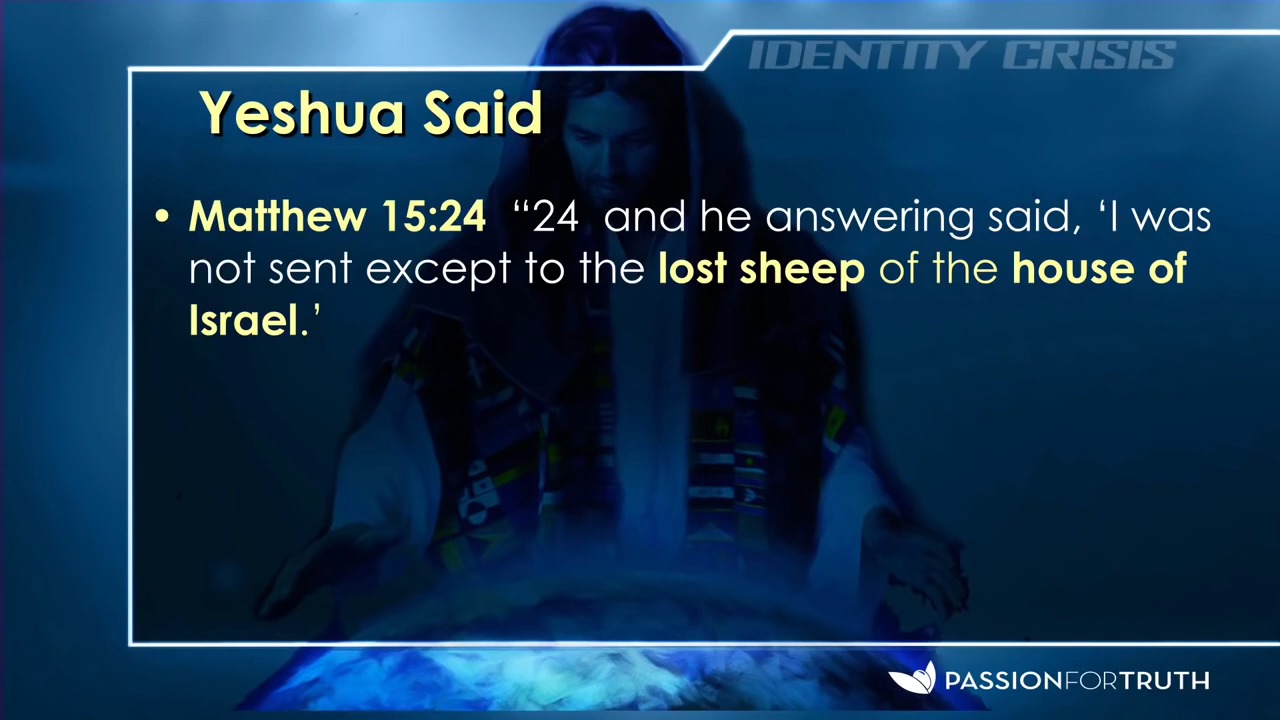 IDENTITY CRISIS
Yeshua Said
• Matthew 15:24 “24 and he answering said, ‘I was
not sent except to the lost sheep of the house of
Israel.’
PASSIONFORTRUTH